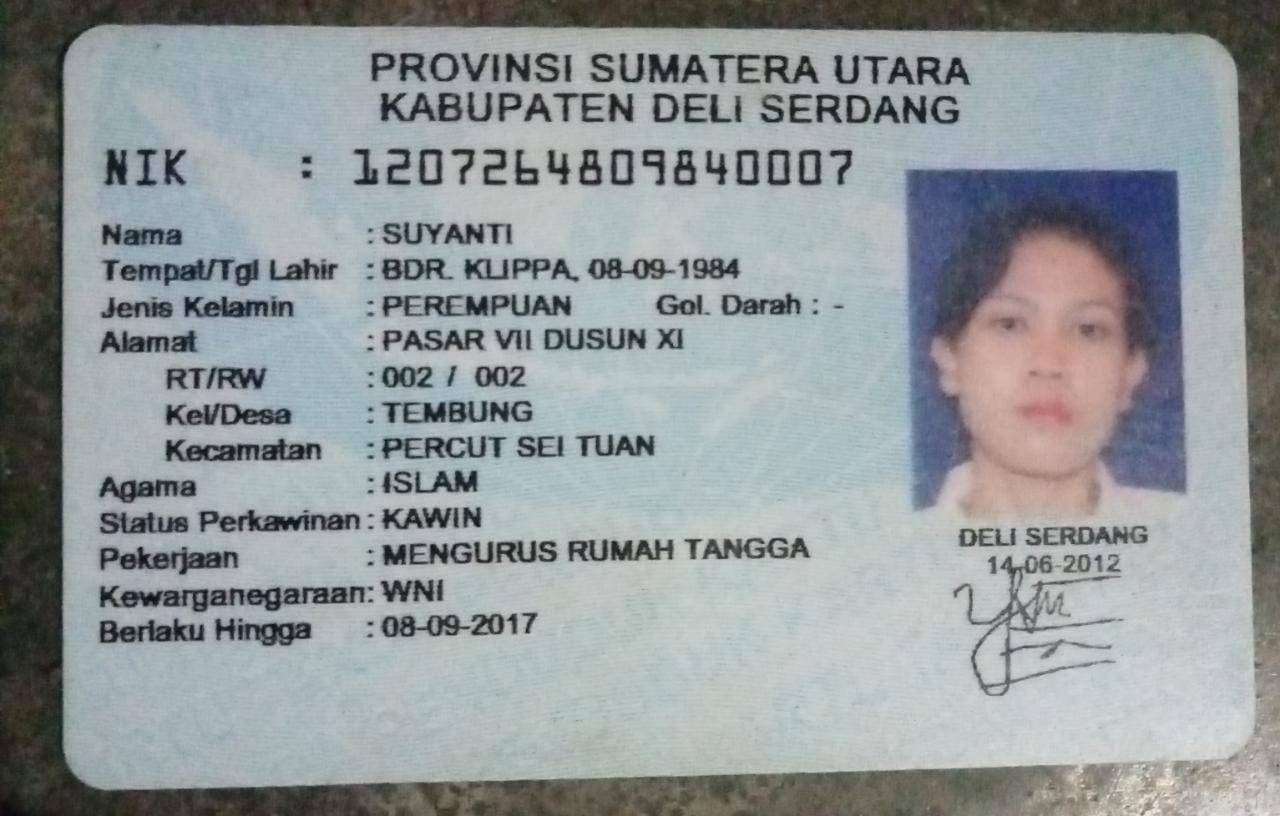 PROVINSI SUMATERA UTARA
KABUPATEN DELI SERDANG
NIK : 1207264809840007
Nama : SUYANTI
Tempat/Tgl Lahir : BDR. KLIPPA, 08-09-1984
Jenis Kelamin : PEREMPUAN Gol. Darah : -
Alamat : PASAR VII DUSUN XI
RT/RW : 002 / 002
Kel/Desa : TEMBUNG
Kecamatan : PERCUT SEI TUAN
Agama : ISLAM
Status Perkawinan : KAWIN
Pekerjaan : MENGURUS RUMAH TANGGA
Kewarganegaraan : WNI
Berlaku Hingga : 08-09-2017
DELI SERDANG
14-06-2012